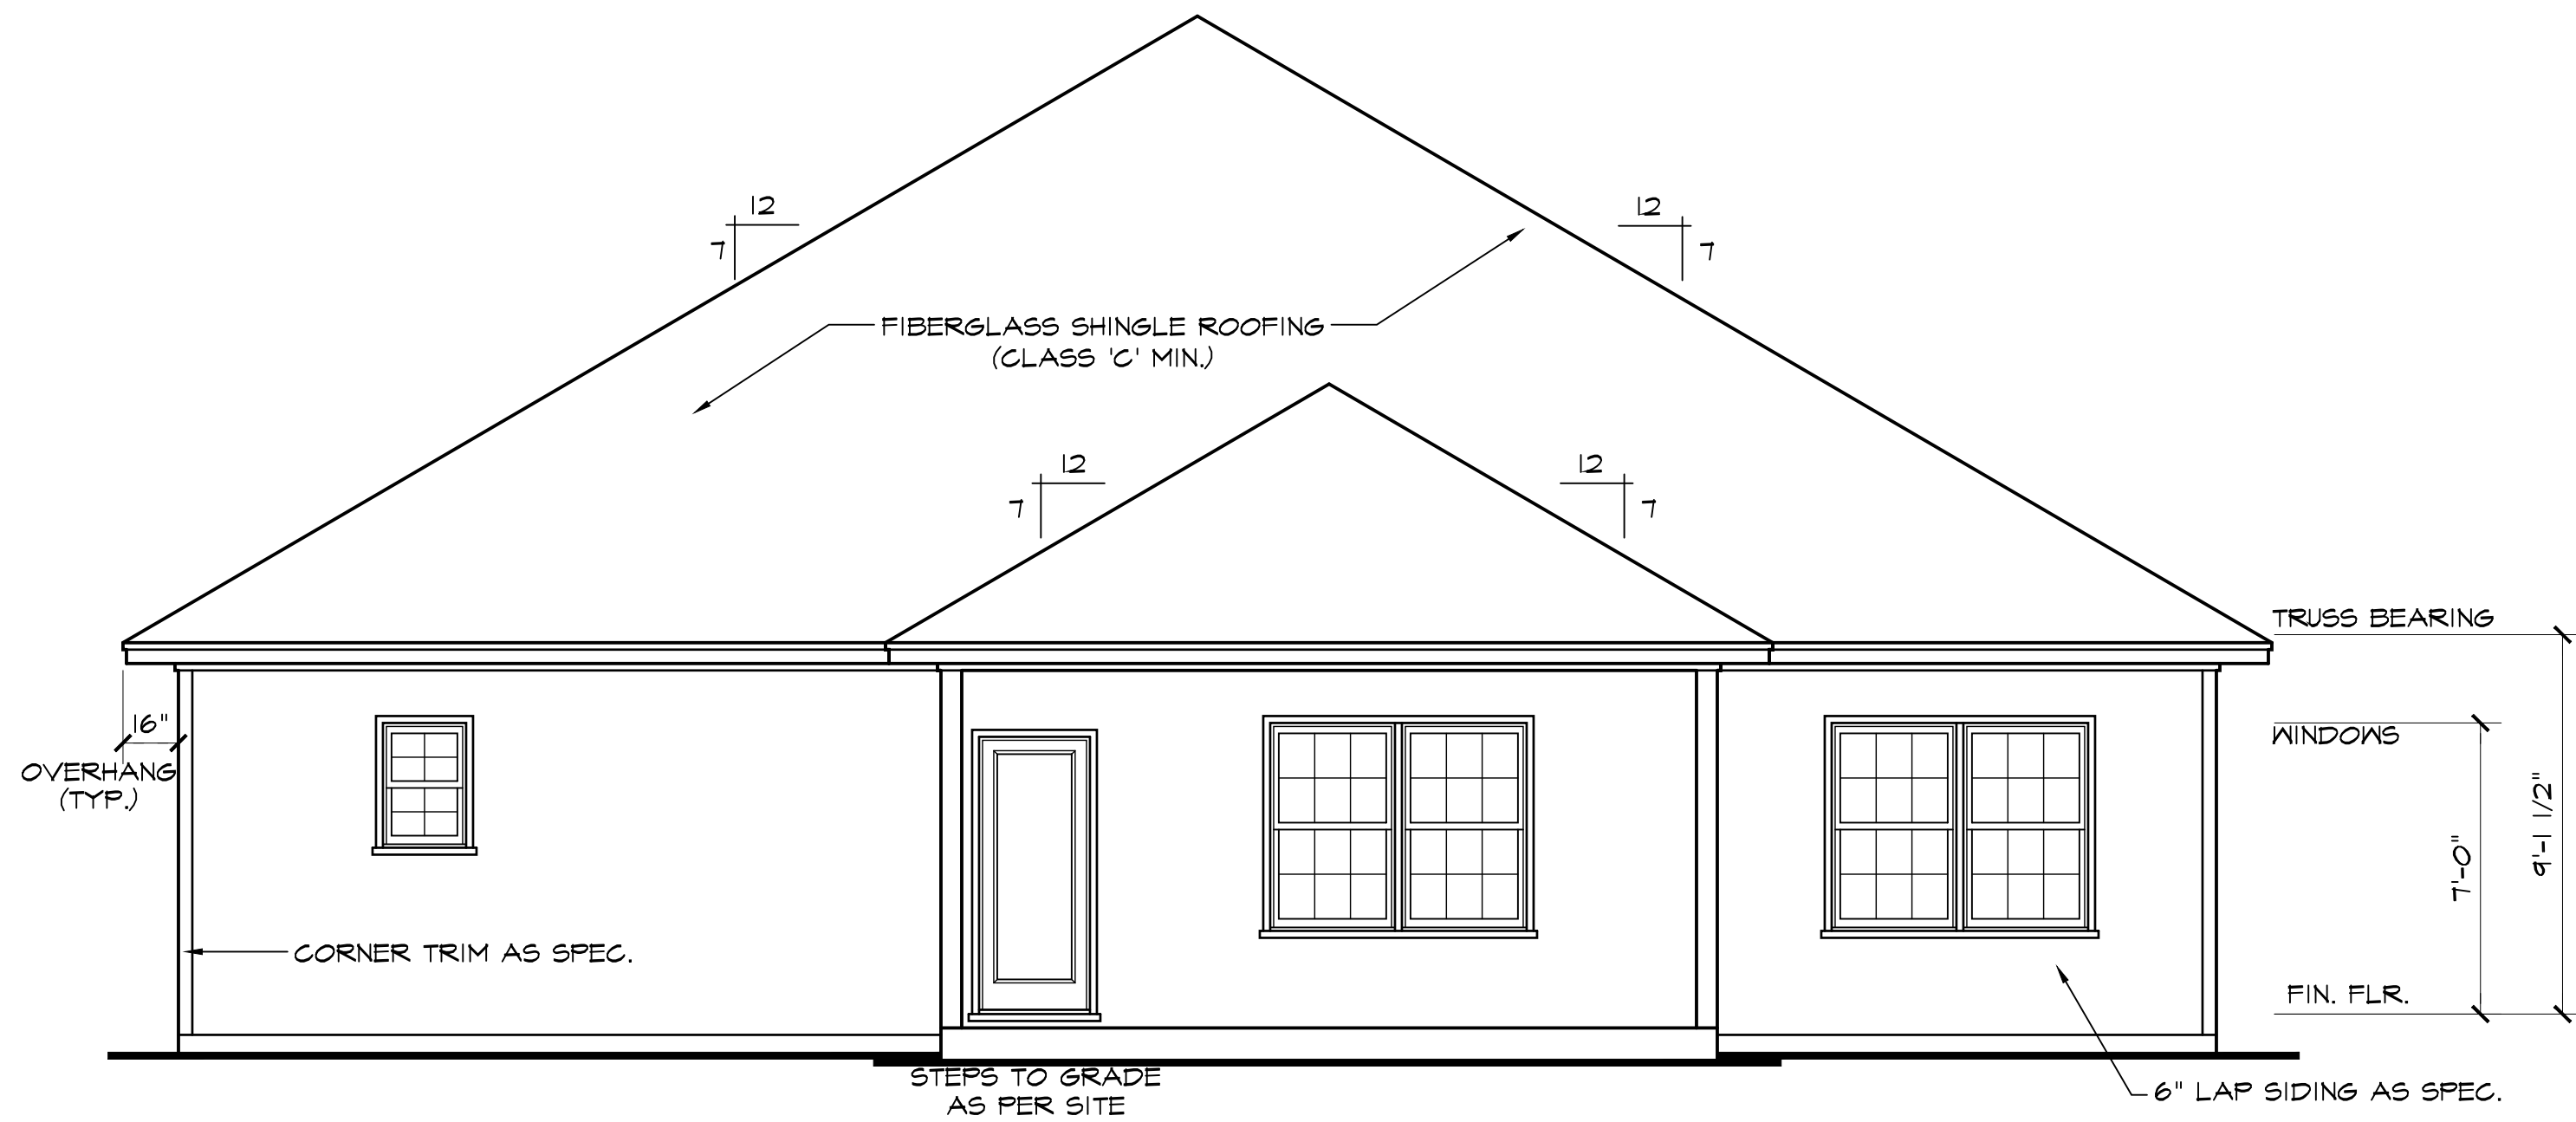 12
7
12
7
FIBERGLASS SHINGLE ROOFING
(CLASS 'C' MIN.)
12
7
12
7
TRUSS BEARING
16"
OVERHANG
(TYP.)
WINDOWS
7'-0"
9'-1 1/2"
CORNER TRIM AS SPEC.
FIN. FLR.
STEPS TO GRADE
AS PER SITE
6" LAP SIDING AS SPEC.